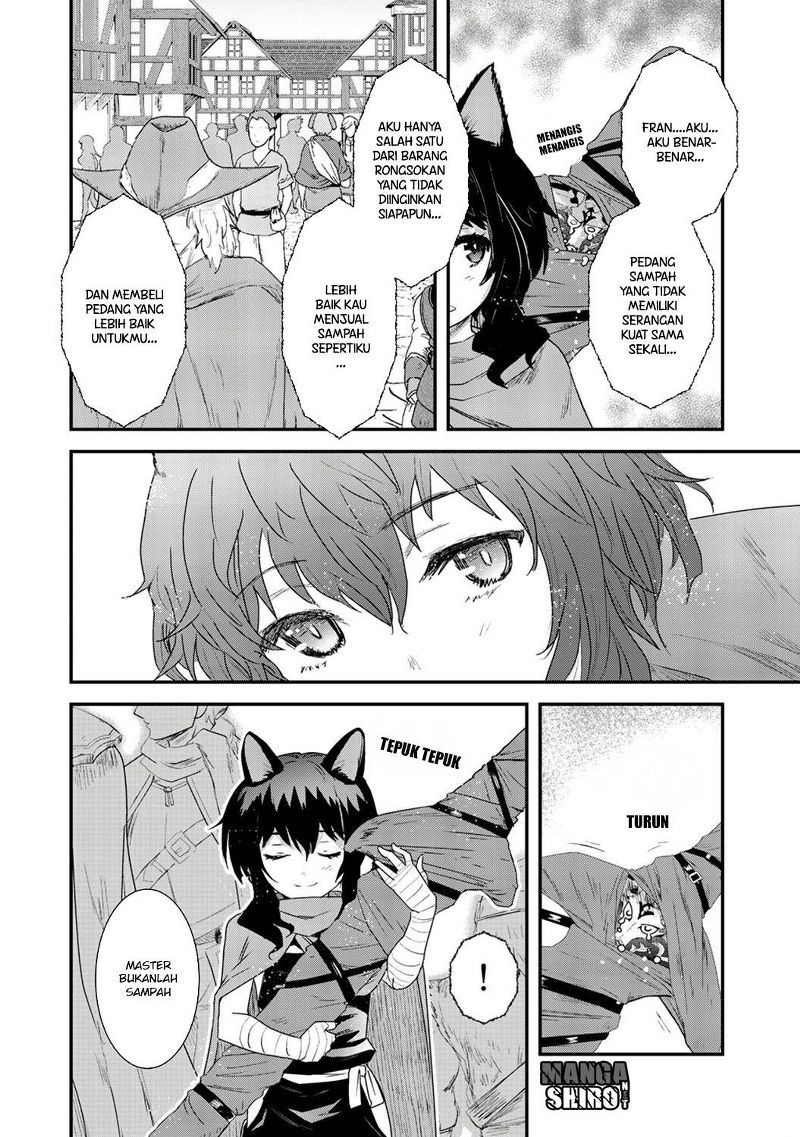 FRAN....AKU...
AKU BENAR-
BENAR-
MENANGIS
MENANGIS
PEDANG
SAMPAH
YANG TIDAK
MEMILIKI
SERANGAN
KUAT SAMA
SEKALI...
AKU HANYA
SALAH SATU
DARI BARANG
RONGSOKAN
YANG TIDAK
DIINGINKAN
SIAPAPUN...
LEBIH
BAIK KAU
MENJUAL
SAMPAH
SEPERTIKU
...
DAN MEMBELI
PEDANG YANG
LEBIH BAIK
UNTUKMU...
TURUN
TEPUK TEPUK
!
MASTER
BUKANLAH
SAMPAH
MANGA
SHIRO
NET